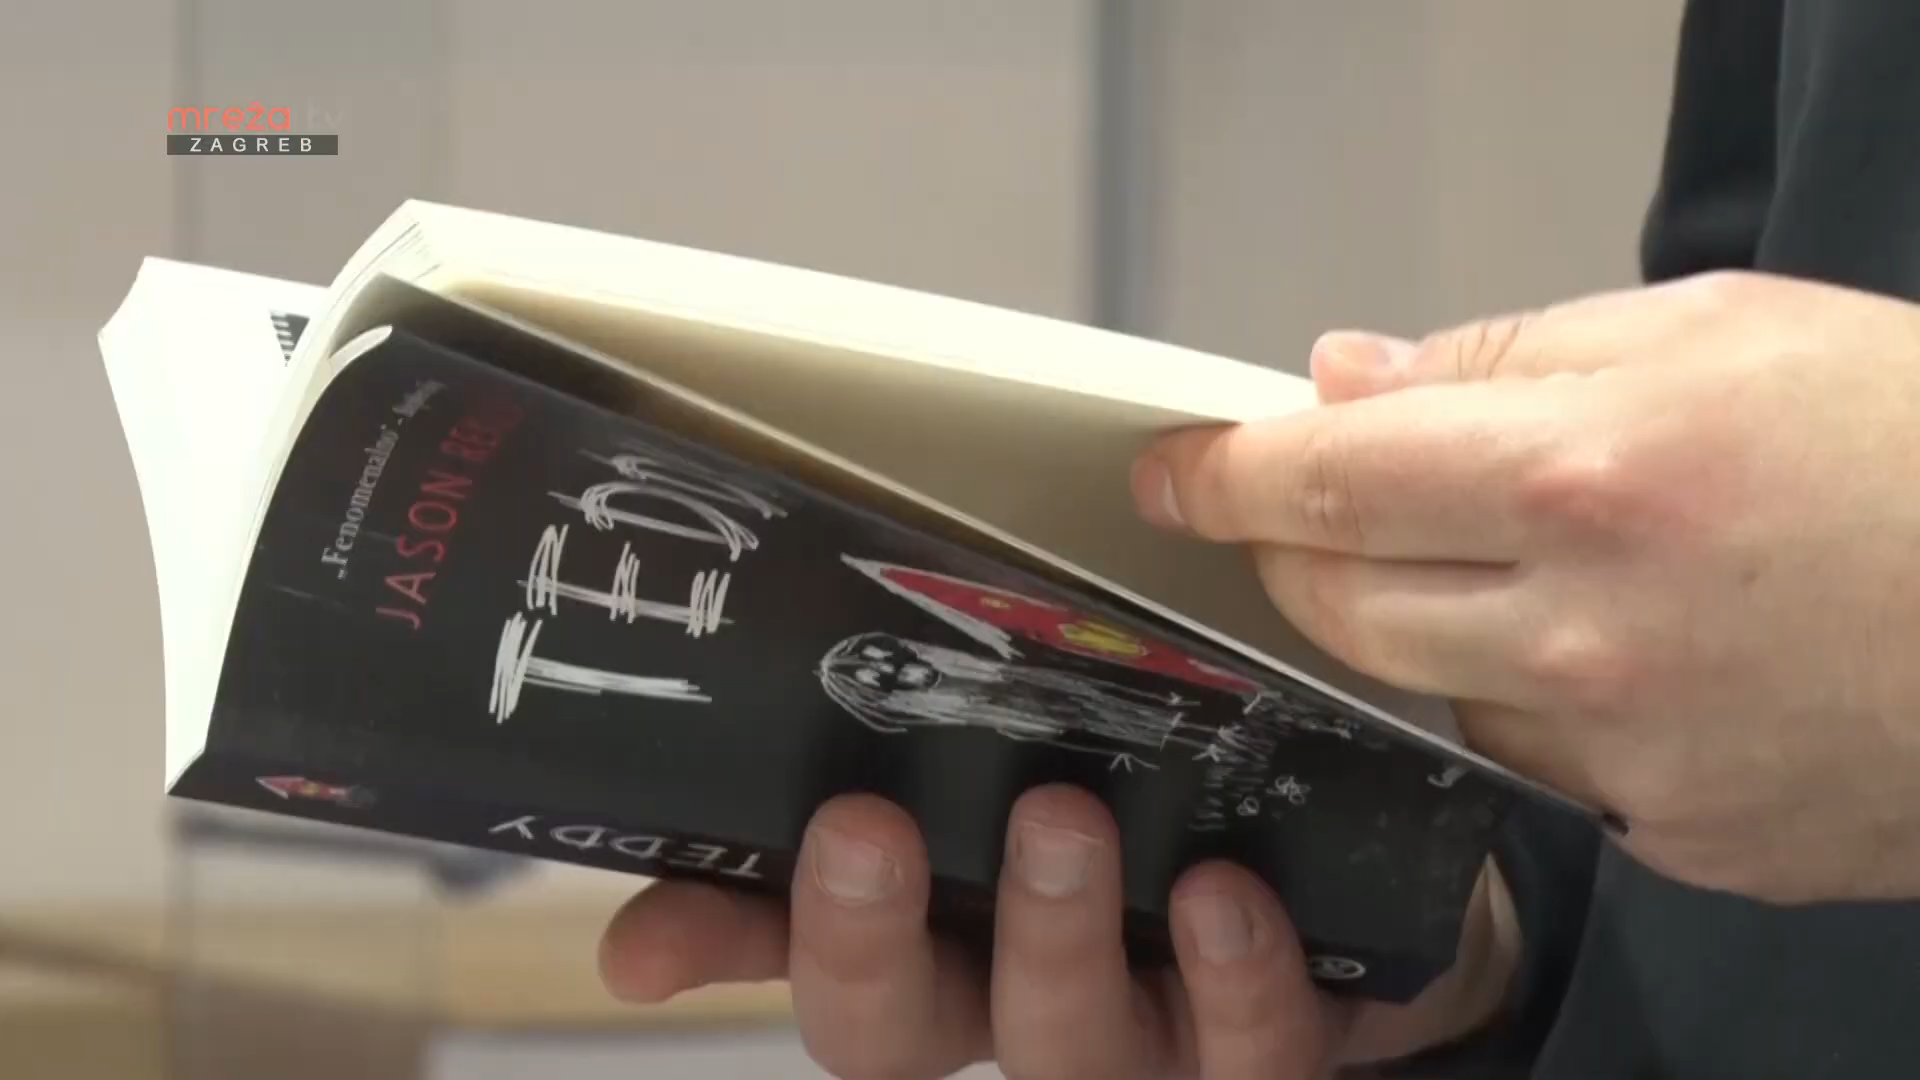 mreža tv
ZAGREB
„Fenomenalno” -
JASON
TEDDY
TEDDY